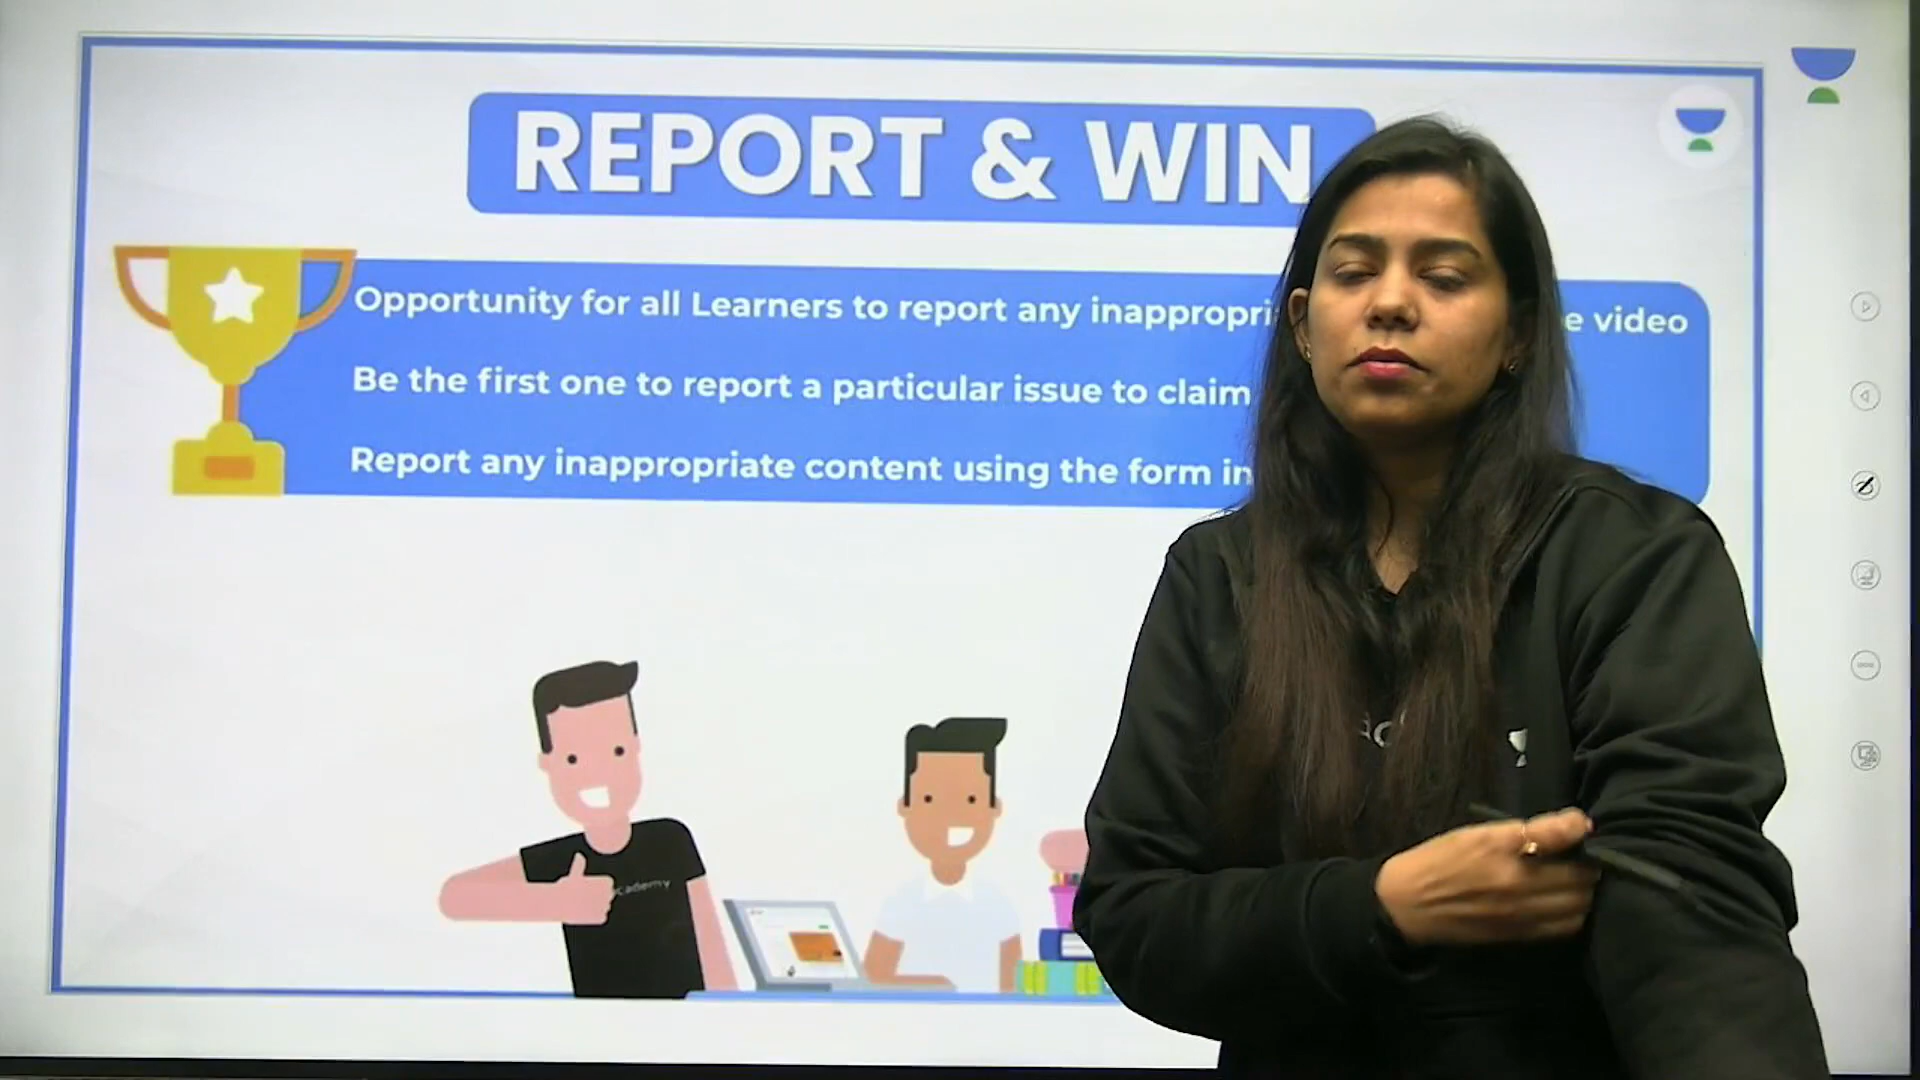 REPORT & WIN
Opportunity for all Learners to report any inappropri e video
Be the first one to report a particular issue to claim
Report any inappropriate content using the form in
cademy